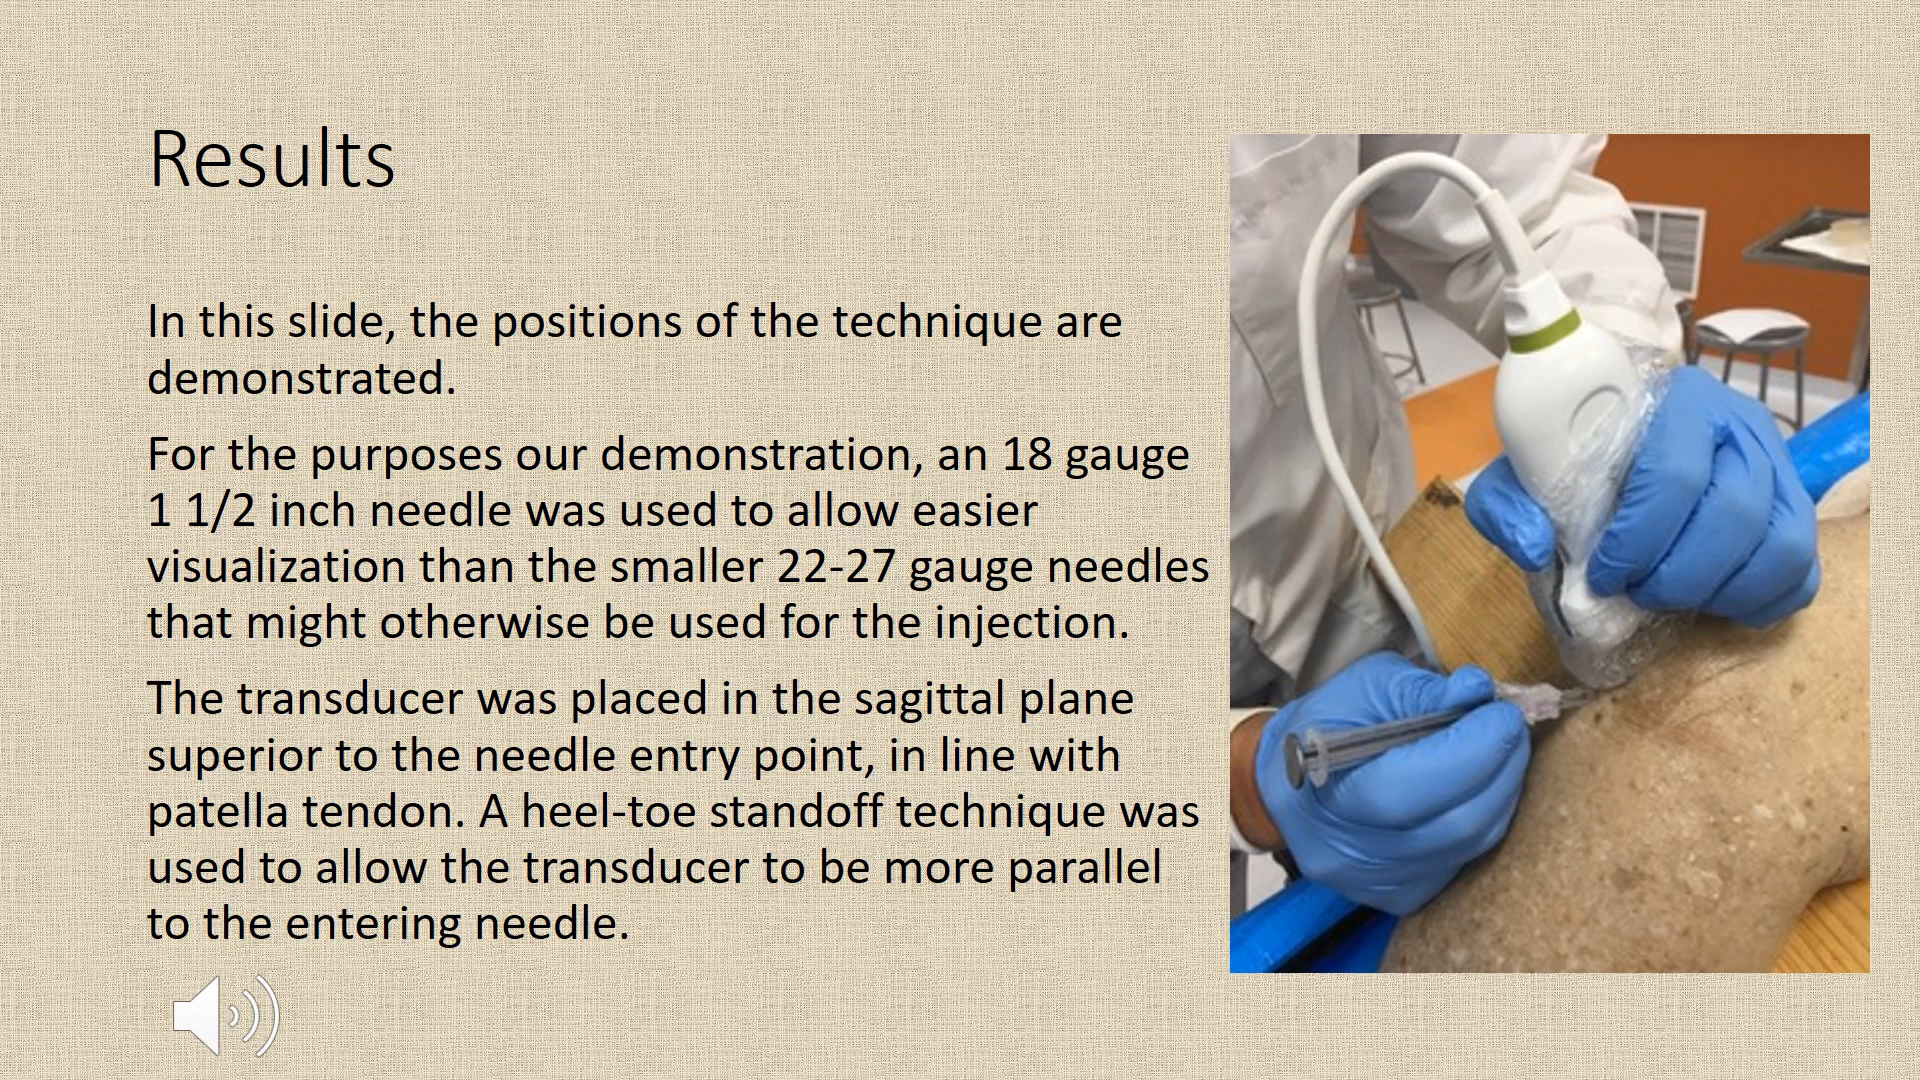 Results
In this slide, the positions of the technique are
demonstrated.
For the purposes our demonstration, an 18 gauge
1 1/2 inch needle was used to allow easier
visualization than the smaller 22-27 gauge needles
that might otherwise be used for the injection.
The transducer was placed in the sagittal plane
superior to the needle entry point, in line with
patella tendon. A heel-toe standoff technique was
used to allow the transducer to be more parallel
to the entering needle.